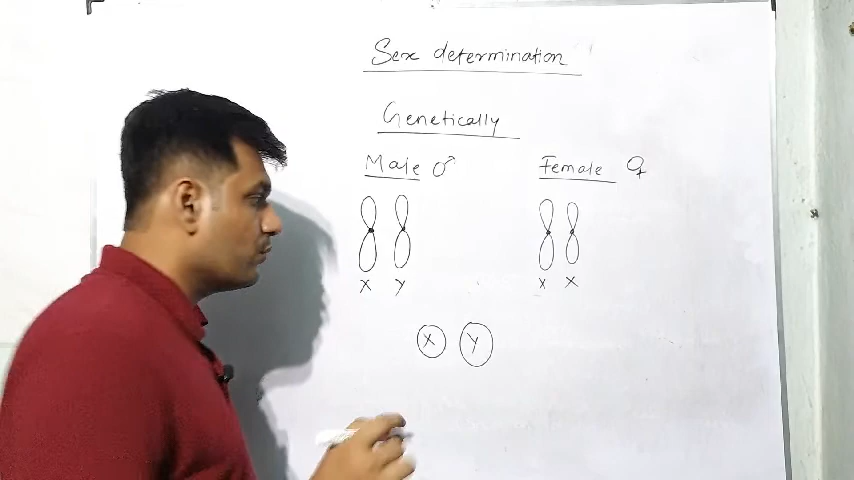 Sex determination
Genetically
Male ♂ Female ♀
X Y X X
X Y